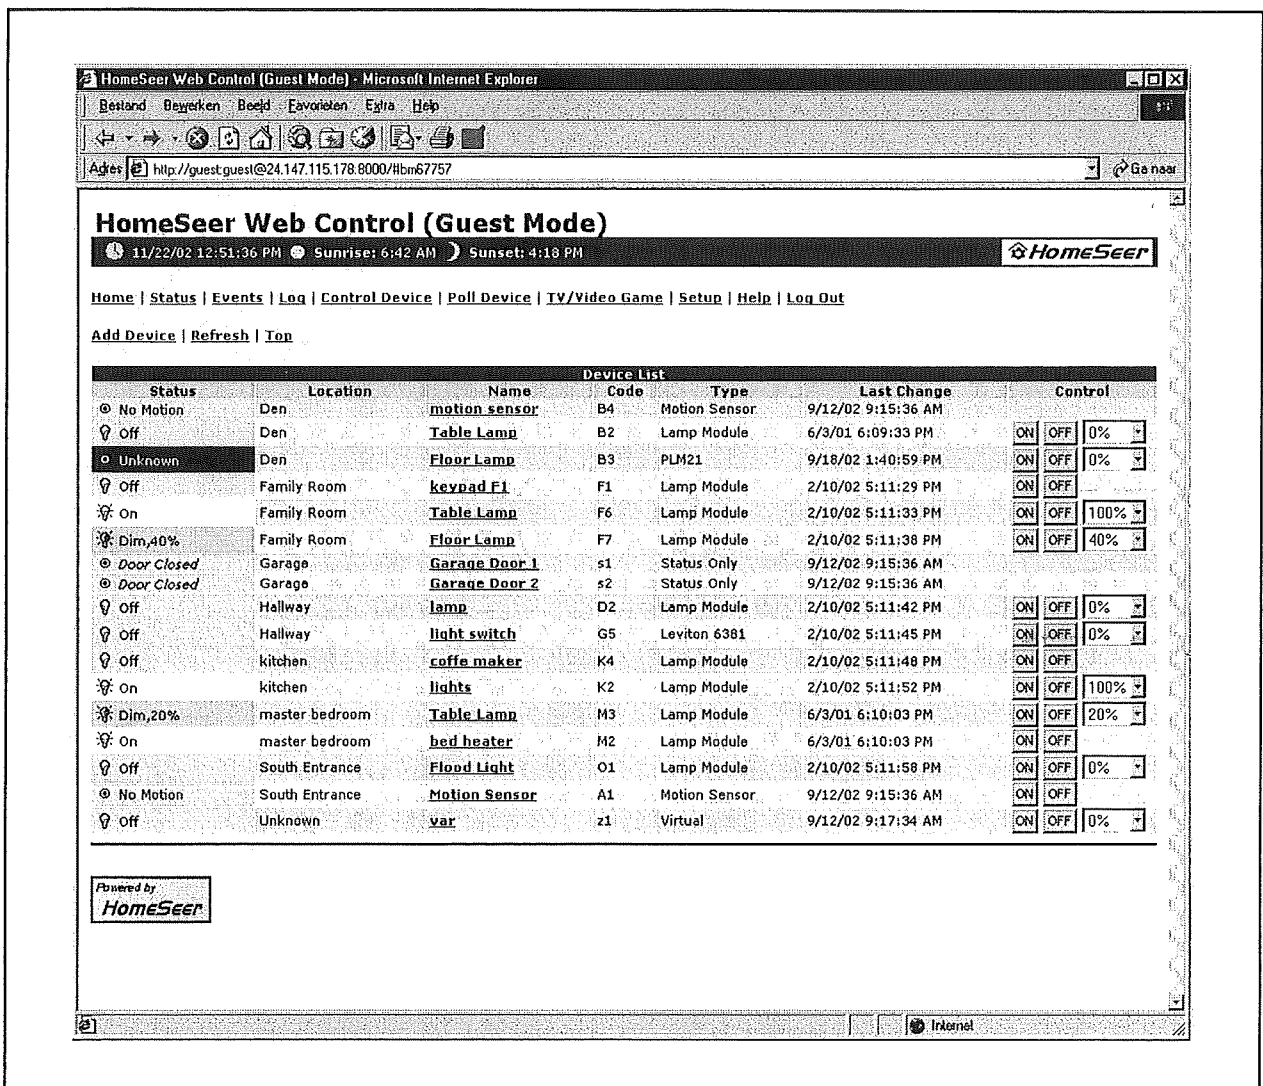 HomeSeer Web Control (Guest Mode) - Microsoft Internet Explorer
Bestand Bewerken Beeld Favorieten Extra Help
Adres http://guest:guest@24.147.115.178:8000/#bm67757 Ga naar
HomeSeer Web Control (Guest Mode)
11/22/02 12:51:36 PM Sunrise: 6:42 AM Sunset: 4:18 PM HomeSeer
Home | Status | Events | Log | Control Device | Poll Device | TV/Video Game | Setup | Help | Log Out
Add Device | Refresh | Top
Device List
Status Location Name Code Type Last Change Control
No Motion Den motion sensor B4 Motion Sensor 9/12/02 9:15:36 AM
Off Den Table Lamp B2 Lamp Module 6/3/01 6:09:33 PM ON OFF 0%
Unknown Den Floor Lamp B3 PLM21 9/18/02 1:40:59 PM ON OFF 0%
Off Family Room keypad F1 F1 Lamp Module 2/10/02 5:11:29 PM ON OFF
On Family Room Table Lamp F6 Lamp Module 2/10/02 5:11:33 PM ON OFF 100%
Dim,40% Family Room Floor Lamp F7 Lamp Module 2/10/02 5:11:38 PM ON OFF 40%
Door Closed Garage Garage Door 1 s1 Status Only 9/12/02 9:15:36 AM
Door Closed Garage Garage Door 2 s2 Status Only 9/12/02 9:15:36 AM
Off Hallway lamp D2 Lamp Module 2/10/02 5:11:42 PM ON OFF 0%
Off Hallway light switch G5 Leviton 6381 2/10/02 5:11:45 PM ON OFF 0%
Off kitchen coffe maker K4 Lamp Module 2/10/02 5:11:48 PM ON OFF
On kitchen lights K2 Lamp Module 2/10/02 5:11:52 PM ON OFF 100%
Dim,20% master bedroom Table Lamp M3 Lamp Module 6/3/01 6:10:03 PM ON OFF 20%
On master bedroom bed heater M2 Lamp Module 6/3/01 6:10:03 PM ON OFF
Off South Entrance Flood Light O1 Lamp Module 2/10/02 5:11:58 PM ON OFF 0%
No Motion South Entrance Motion Sensor A1 Motion Sensor 9/12/02 9:15:36 AM ON OFF
Off Unknown var z1 Virtual 9/12/02 9:17:34 AM ON OFF 0%
Powered by
HomeSeer
Internet